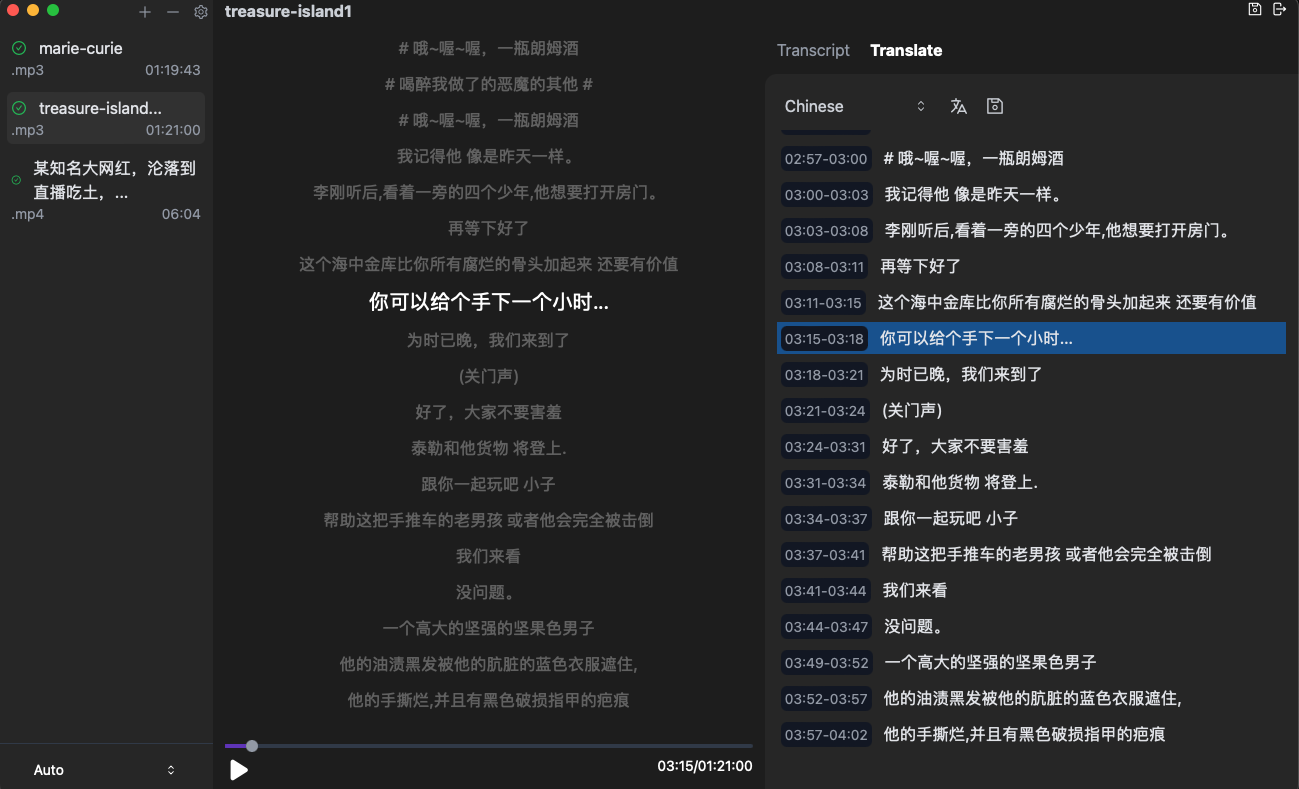 marie-curie
.mp3 01:19:43
treasure-island...
.mp3 01:21:00
某知名大网红，沦落到
直播吃土，...
.mp4 06:04
Auto
treasure-island1
# 哦~喔~喔，一瓶朗姆酒
# 喝醉我做了的恶魔的其他 #
# 哦~喔~喔，一瓶朗姆酒
我记得他 像是昨天一样。
李刚听后,看着一旁的四个少年,他想要打开房门。
再等下好了
这个海中金库比你所有腐烂的骨头加起来 还要有价值
你可以给个手下一个小时...
为时已晚，我们来到了
(关门声)
好了，大家不要害羞
泰勒和他货物 将登上.
跟你一起玩吧 小子
帮助这把手推车的老男孩 或者他会完全被击倒
我们来看
没问题。
一个高大的坚强的坚果色男子
他的油渍黑发被他的肮脏的蓝色衣服遮住,
他的手撕烂,并且有黑色破损指甲的疤痕
03:15/01:21:00
Transcript Translate
Chinese
02:57-03:00 # 哦~喔~喔，一瓶朗姆酒
03:00-03:03 我记得他 像是昨天一样。
03:03-03:08 李刚听后,看着一旁的四个少年,他想要打开房门。
03:08-03:11 再等下好了
03:11-03:15 这个海中金库比你所有腐烂的骨头加起来 还要有价值
03:15-03:18 你可以给个手下一个小时...
03:18-03:21 为时已晚，我们来到了
03:21-03:24 (关门声)
03:24-03:31 好了，大家不要害羞
03:31-03:34 泰勒和他货物 将登上.
03:34-03:37 跟你一起玩吧 小子
03:37-03:41 帮助这把手推车的老男孩 或者他会完全被击倒
03:41-03:44 我们来看
03:44-03:47 没问题。
03:49-03:52 一个高大的坚强的坚果色男子
03:52-03:57 他的油渍黑发被他的肮脏的蓝色衣服遮住,
03:57-04:02 他的手撕烂,并且有黑色破损指甲的疤痕